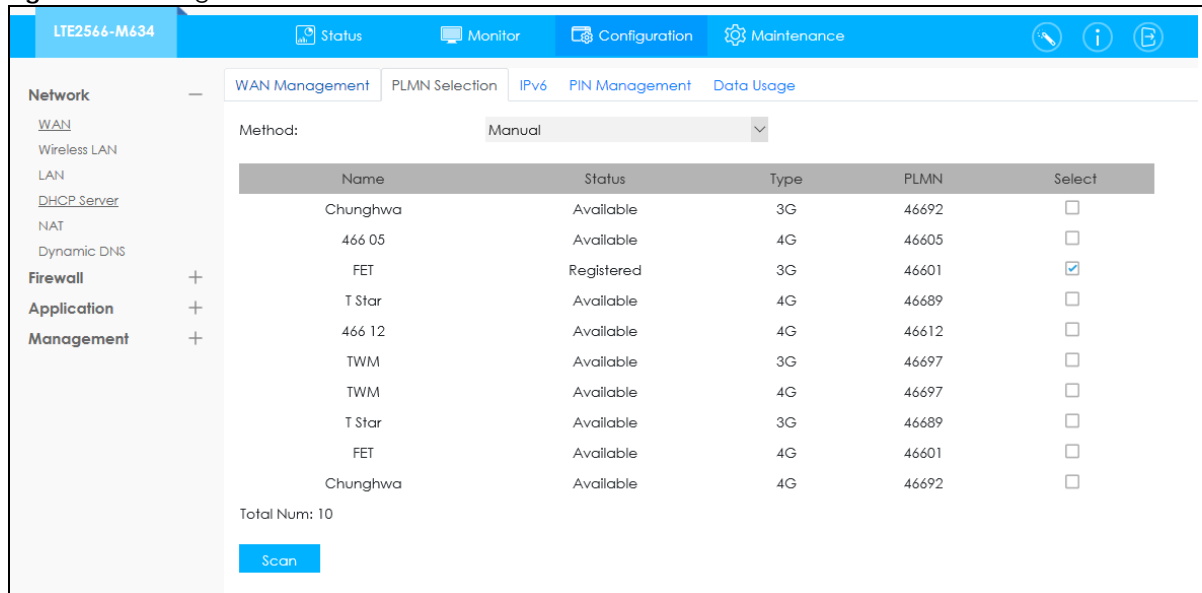 LTE2566-M634
Status Monitor Configuration Maintenance
Network
WAN
Wireless LAN
LAN
DHCP Server
NAT
Dynamic DNS
Firewall
Application
Management
WAN Management PLMN Selection IPv6 PIN Management Data Usage
Method: Manual
Name Status Type PLMN Select
Chunghwa Available 3G 46692
466 05 Available 4G 46605
FET Registered 3G 46601
T Star Available 4G 46689
466 12 Available 4G 46612
TWM Available 3G 46697
TWM Available 4G 46697
T Star Available 3G 46689
FET Available 4G 46601
Chunghwa Available 4G 46692
Total Num: 10
Scan